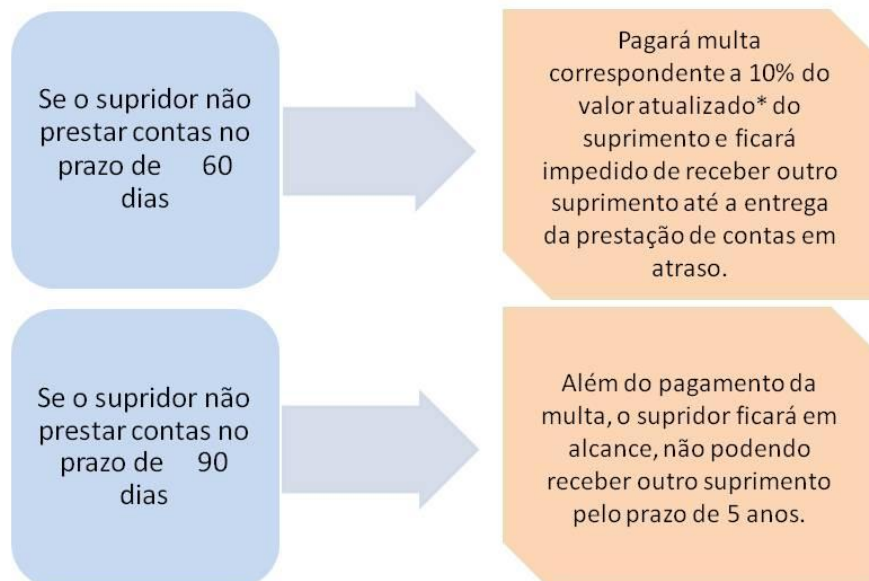 Se o supridor não
prestar contas no
prazo de 60
dias
Pagará multa
correspondente a 10% do
valor atualizado* do
suprimento e ficará
impedido de receber outro
suprimento até a entrega
da prestação de contas em
atraso.
Se o supridor não
prestar contas no
prazo de 90
dias
Além do pagamento da
multa, o supridor ficará em
alcance, não podendo
receber outro suprimento
pelo prazo de 5 anos.